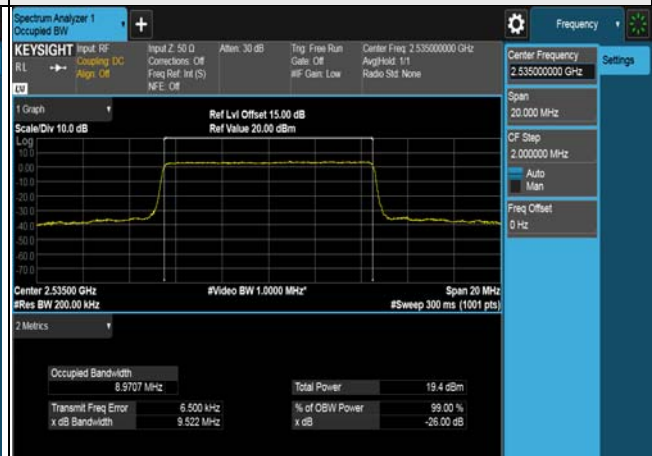 Spectrum Analyzer 1
Occupied BW
Frequency
KEYSIGHT Input: RF
RL
Coupling: DC
Align: Off
Input Z: 50 Ω
Corrections: Off
Freq Ref: Int (S)
NFE: Off
Atten: 30 dB
Trig: Free Run
Gate: Off
#IF Gain: Low
Center Freq: 2.535000000 GHz
Avg|Hold: 1/1
Radio Std: None
LV
Center Frequency
2.535000000 GHz
Settings
Span
20.000 MHz
CF Step
2.000000 MHz
Auto
Man
Freq Offset
0 Hz
1 Graph
Scale/Div 10.0 dB
Ref Lvl Offset 15.00 dB
Ref Value 20.00 dBm
Log
10.0
0.00
-10.0
-20.0
-30.0
-40.0
-50.0
-60.0
-70.0
Center 2.53500 GHz
#Res BW 200.00 kHz
#Video BW 1.0000 MHz*
Span 20 MHz
#Sweep 300 ms (1001 pts)
2 Metrics
Occupied Bandwidth
8.9707 MHz
Total Power 19.4 dBm
Transmit Freq Error 6.500 kHz
% of OBW Power 99.00 %
x dB Bandwidth 9.522 MHz
x dB -26.00 dB